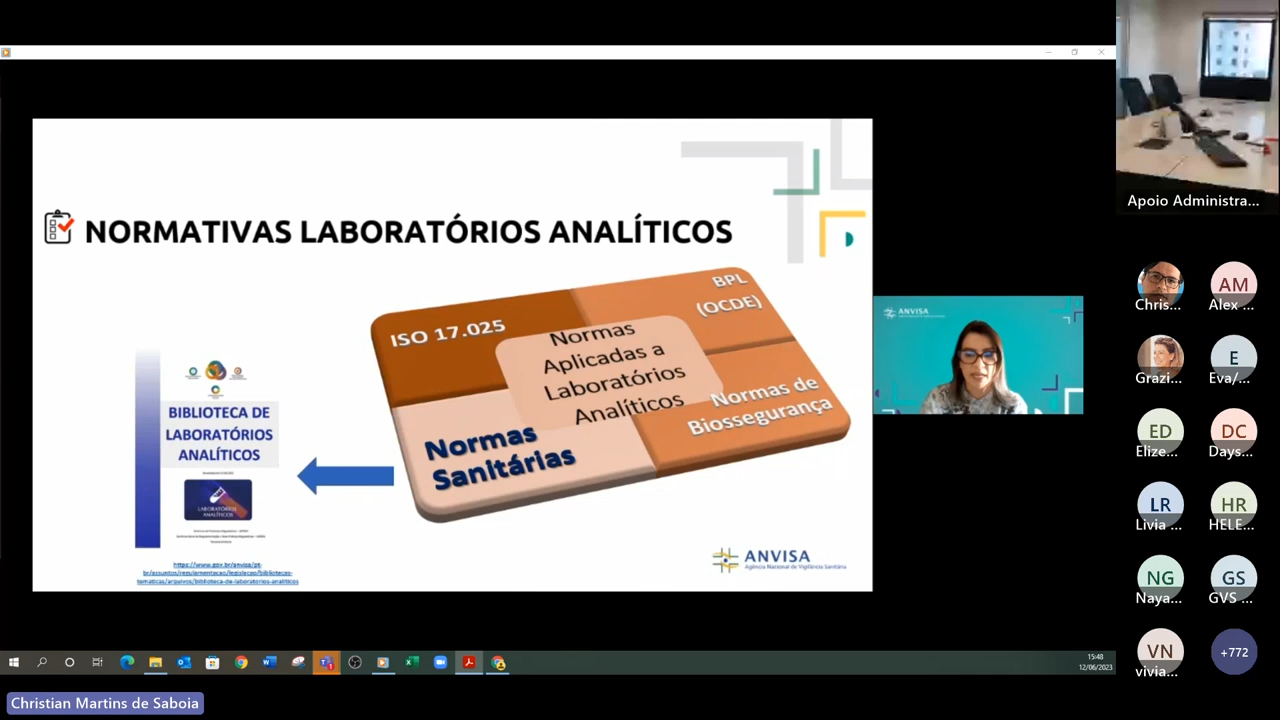 NORMATIVAS LABORATÓRIOS ANALÍTICOS
ISO 17.025
BPL
(OCDE)
Normas
Aplicadas a
Laboratórios
Analíticos
Normas
Sanitárias
Normas de
Biossegurança
BIBLIOTECA DE
LABORATÓRIOS
ANALÍTICOS
LABORATÓRIOS
ANALÍTICOS
https://www.gov.br/anvisa/pt-
br/assuntos/regulamentacao/legislacao/bibliotecas-
tematicas/arquivos/biblioteca-de-laboratorios-analiticos
ANVISA
Agência Nacional de Vigilância Sanitária
ANVISA
Apoio Administra...
Chris...
AM
Alex ...
Grazi...
E
Eva/...
ED
Elize...
DC
Days...
LR
Livia ...
HR
HELE...
NG
Naya...
GS
GVS ...
VN
vivia...
+772
15:48
12/06/2023
Christian Martins de Saboia